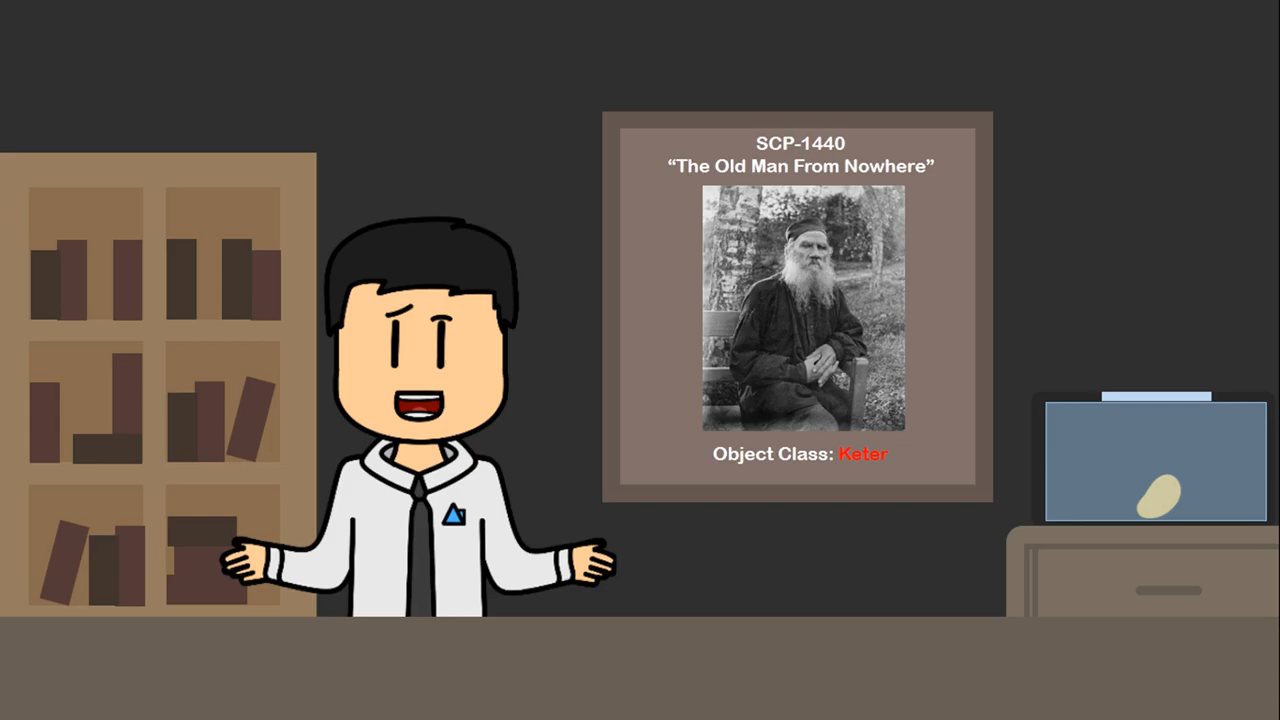 SCP-1440
“The Old Man From Nowhere”
Object Class: Keter